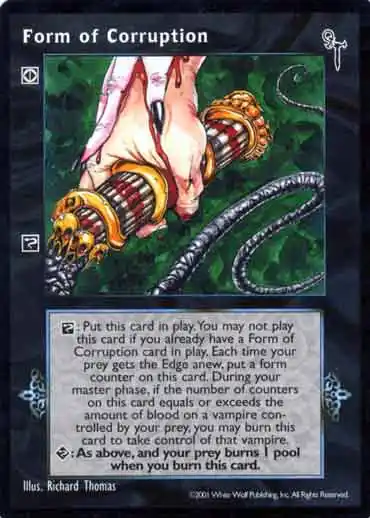 Form of Corruption
: Put this card in play. You may not play
this card if you already have a Form of
Corruption card in play. Each time your
prey gets the Edge anew, put a form
counter on this card. During your
master phase, if the number of counters
on this card equals or exceeds the
amount of blood on a vampire con-
trolled by your prey, you may burn this
card to take control of that vampire.
: As above, and your prey burns 1 pool
when you burn this card.
Illus. Richard Thomas
©2001 White Wolf Publishing, Inc. All Rights Reserved.